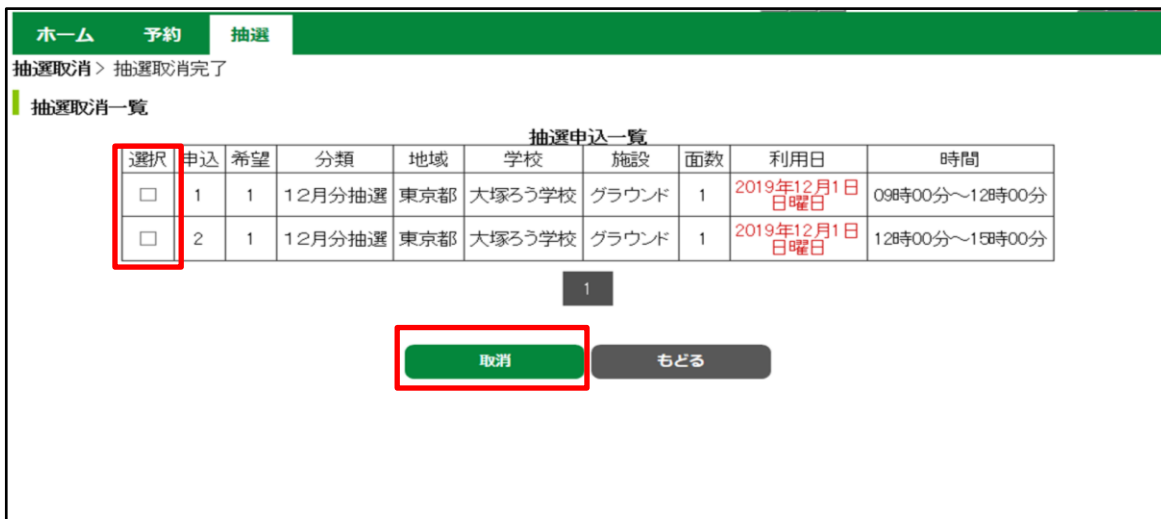 ホーム 予約 抽選
抽選取消> 抽選取消完了
抽選取消一覧
抽選申込一覧
選択 申込 希望 分類 地域 学校 施設 面数 利用日 時間
1 1 12月分抽選 東京都 大塚ろう学校 グラウンド 1 2019年12月1日 09時00分～12時00分
日曜日
2 1 12月分抽選 東京都 大塚ろう学校 グラウンド 1 2019年12月1日 12時00分～15時00分
日曜日
1
取消 もどる